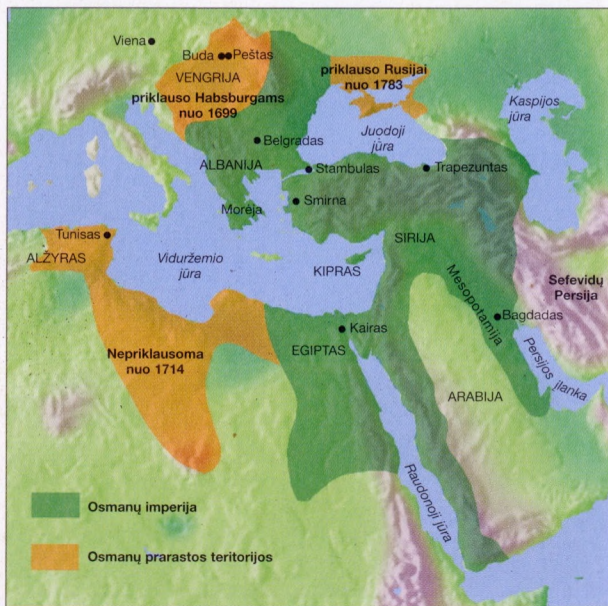 Viena
Buda
Peštas
VENGRIJA
priklauso Habsburgams
nuo 1699
priklauso Rusijai
nuo 1783
Kaspijos
jūra
Juodoji
jūra
Belgradas
ALBANIJA
Stambulas
Trapezuntas
Morėja
Smirna
Tunisas
ALŽYRAS
Viduržemio
jūra
KIPRAS
SIRIJA
Mesopotamija
Sefevidų
Persija
Bagdadas
Kairas
EGIPTAS
Nepriklausoma
nuo 1714
ARABIJA
Persijos įlanka
Raudonoji jūra
Osmanų imperija
Osmanų prarastos teritorijos